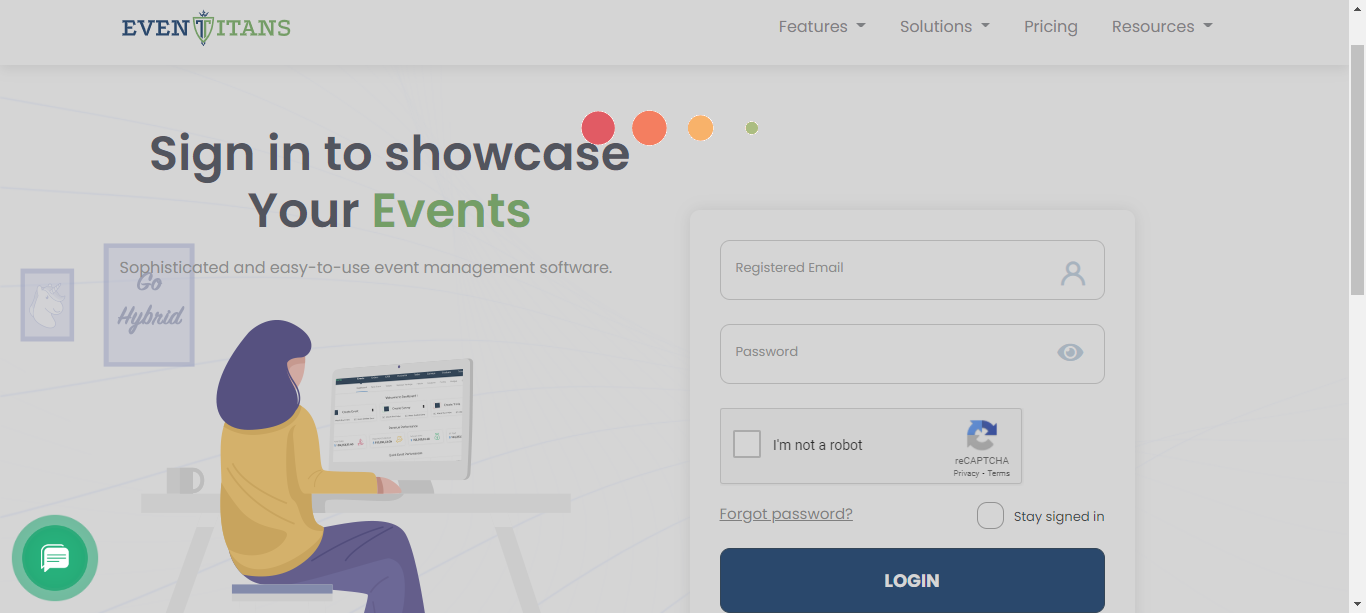 EVENTITANS
Features
Solutions
Pricing
Resources
Sign in to showcase
Your Events
Sophisticated and easy-to-use event management software.
Go
Hybrid
Registered Email
Password
I'm not a robot
reCAPTCHA
Privacy - Terms
Forgot password?
Stay signed in
LOGIN